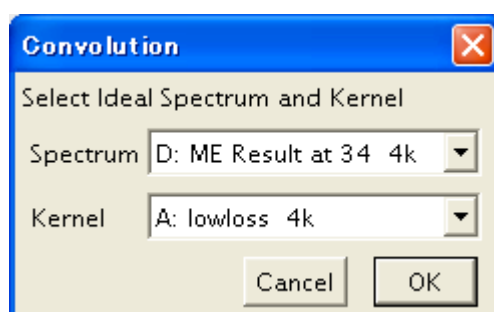 Convolution
Select Ideal Spectrum and Kernel
Spectrum D: ME Result at 34 4k
Kernel A: lowloss 4k
Cancel OK